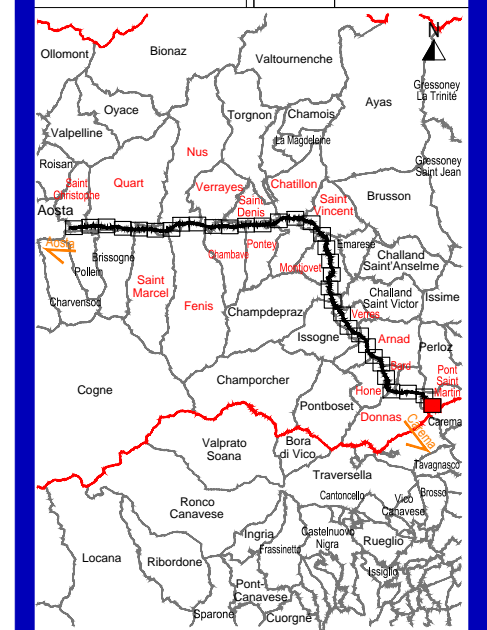 N
Ollomont
Bionaz
Valtournenche
Gressoney
La Trinité
Ayas
Oyace
Torgnon
Chamois
Valpelline
La Magdeleine
Nus
Roisan
Gressoney
Saint Jean
Saint
Christophe
Quart
Verrayes
Chatillon
Brusson
Saint
Denis
Saint
Vincent
Aosta
Aosta
Brissogne
Pollein
Charvensod
Saint
Marcel
Chambave
Pontey
Emarese
Montjovet
Challand
Saint'Anselme
Challand
Saint Victor
Issime
Fenis
Champdepraz
Verres
Issogne
Arnad
Perloz
Bard
Pont
Saint
Martin
Cogne
Champorcher
Hone
Pontboset
Donnas
Carema
Carema
Valprato
Soana
Bora
di Vico
Traversella
Tavagnasco
Ronco
Canavese
Cantoncello
Vico
Canavese
Brosso
Ingria
Castelnuovo
Nigra
Rueglio
Frassinetto
Locana
Ribordone
Issiglio
Pont-
Canavese
Sparone
Cuorgne